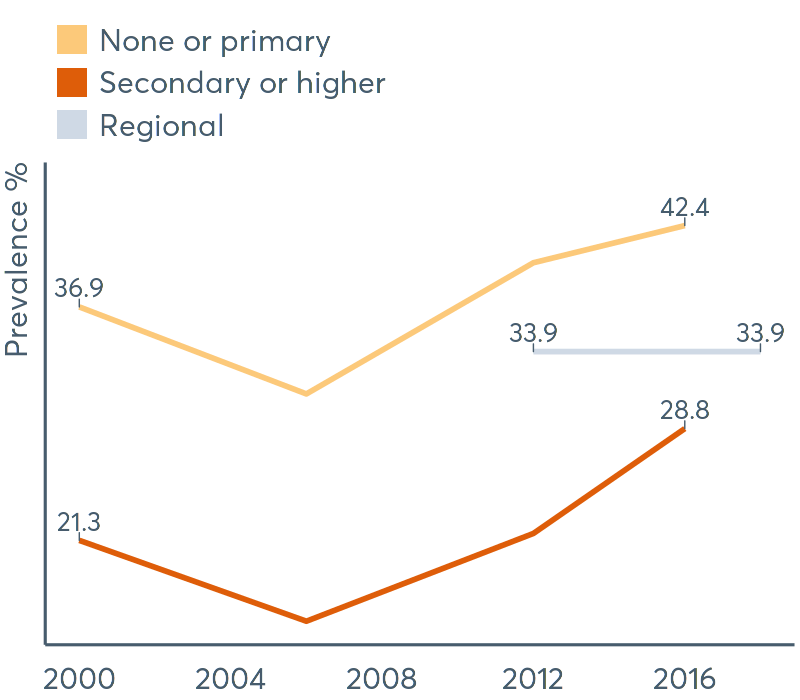 None or primary
Secondary or higher
Regional
Prevalence %
42.4
36.9
33.9
33.9
28.8
21.3
2000
2004
2008
2012
2016